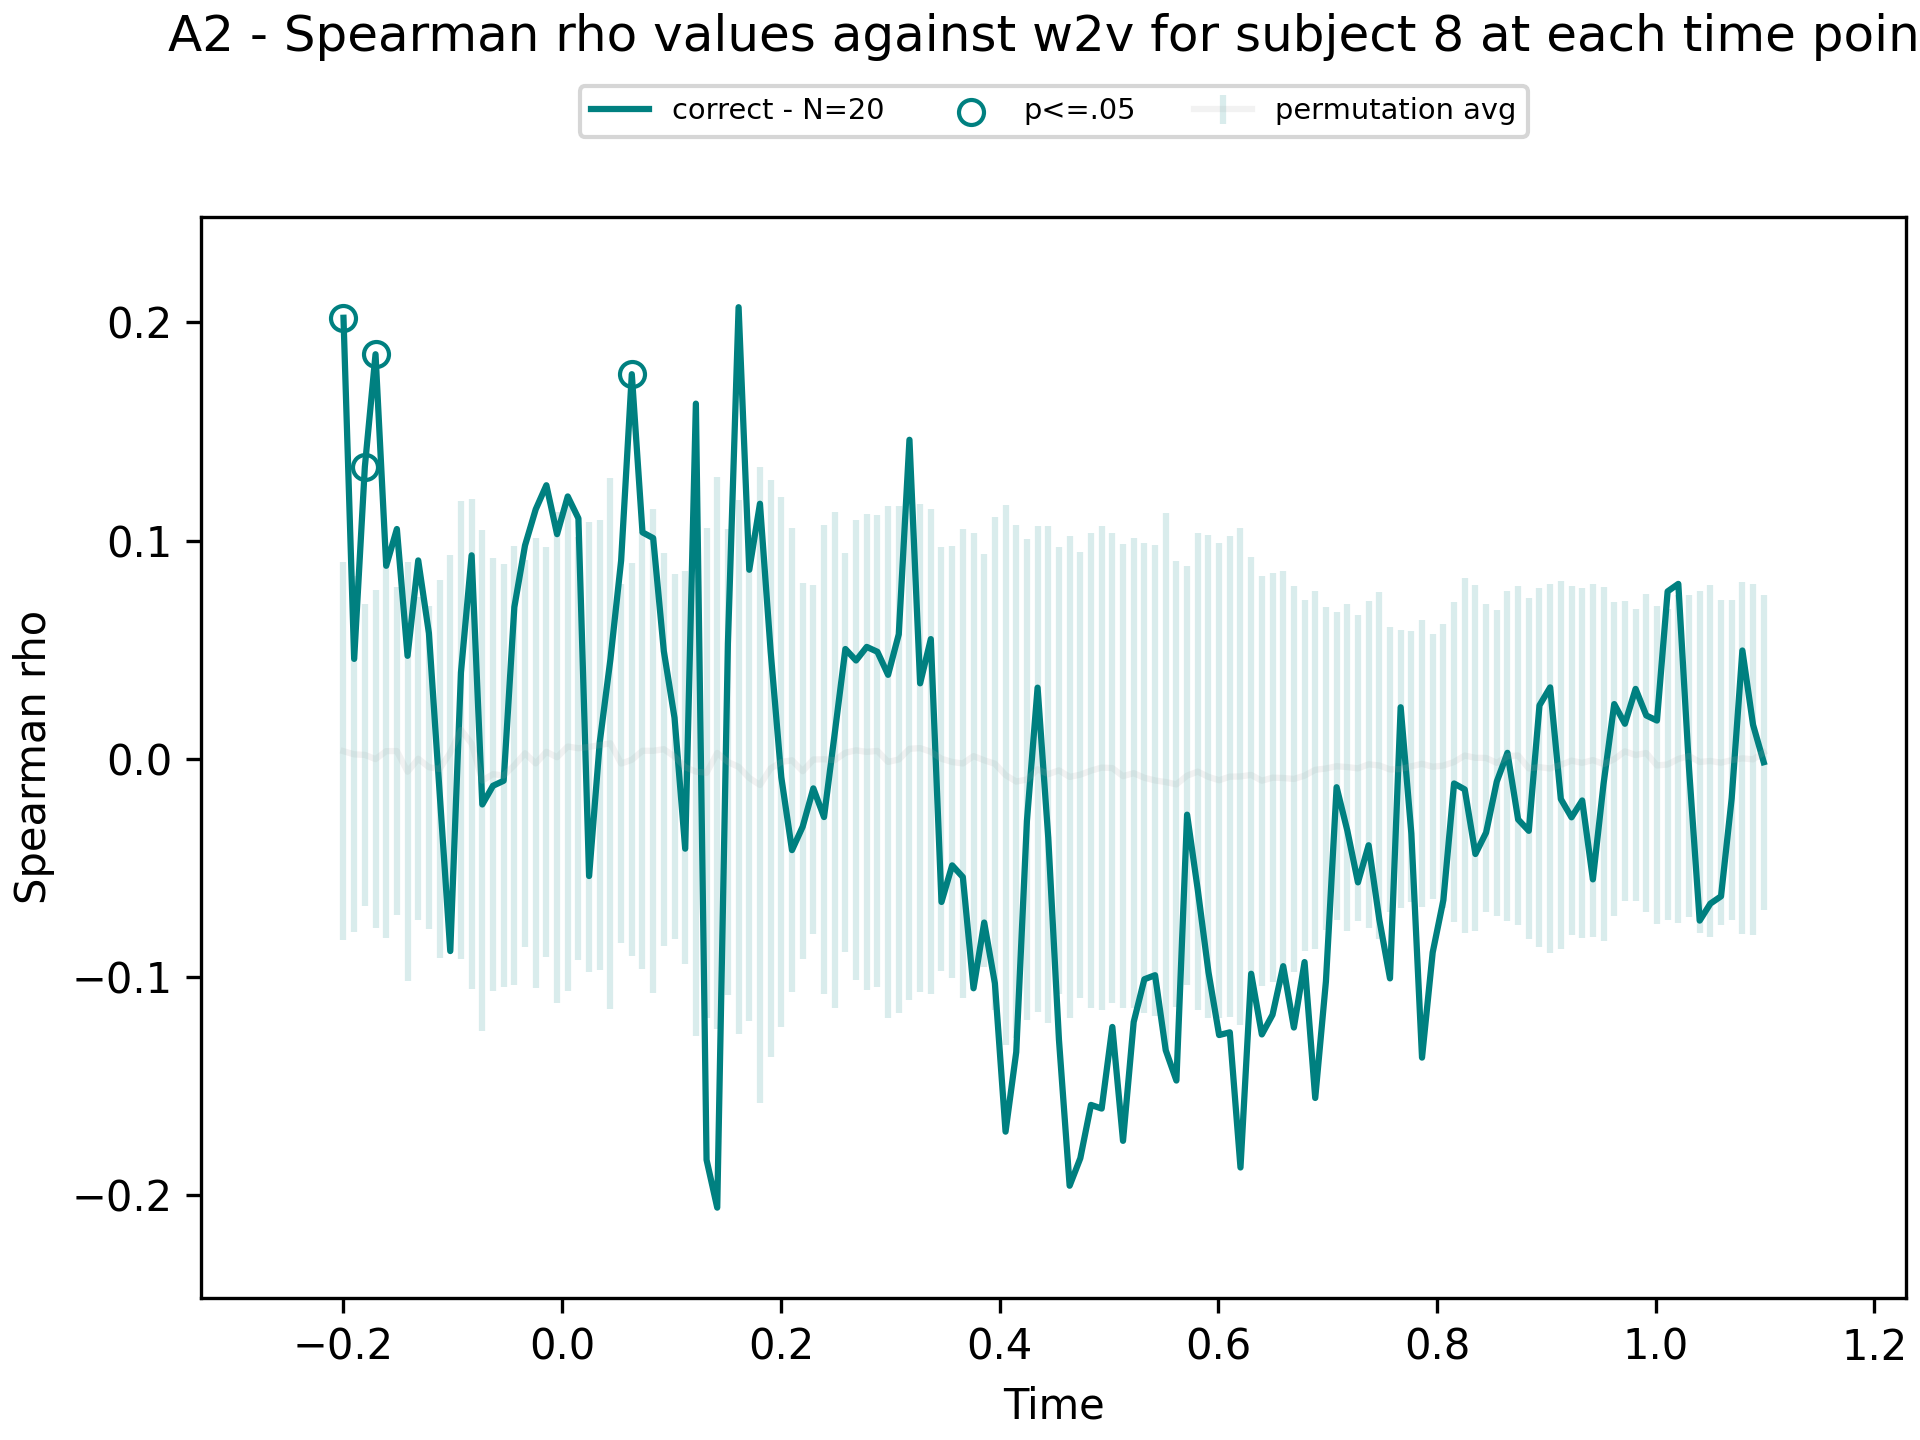 A2 - Spearman rho values against w2v for subject 8 at each time poin
correct - N=20 p<=.05 permutation avg
Spearman rho
0.2
0.1
0.0
−0.1
−0.2
−0.2 0.0 0.2 0.4 0.6 0.8 1.0 1.2
Time